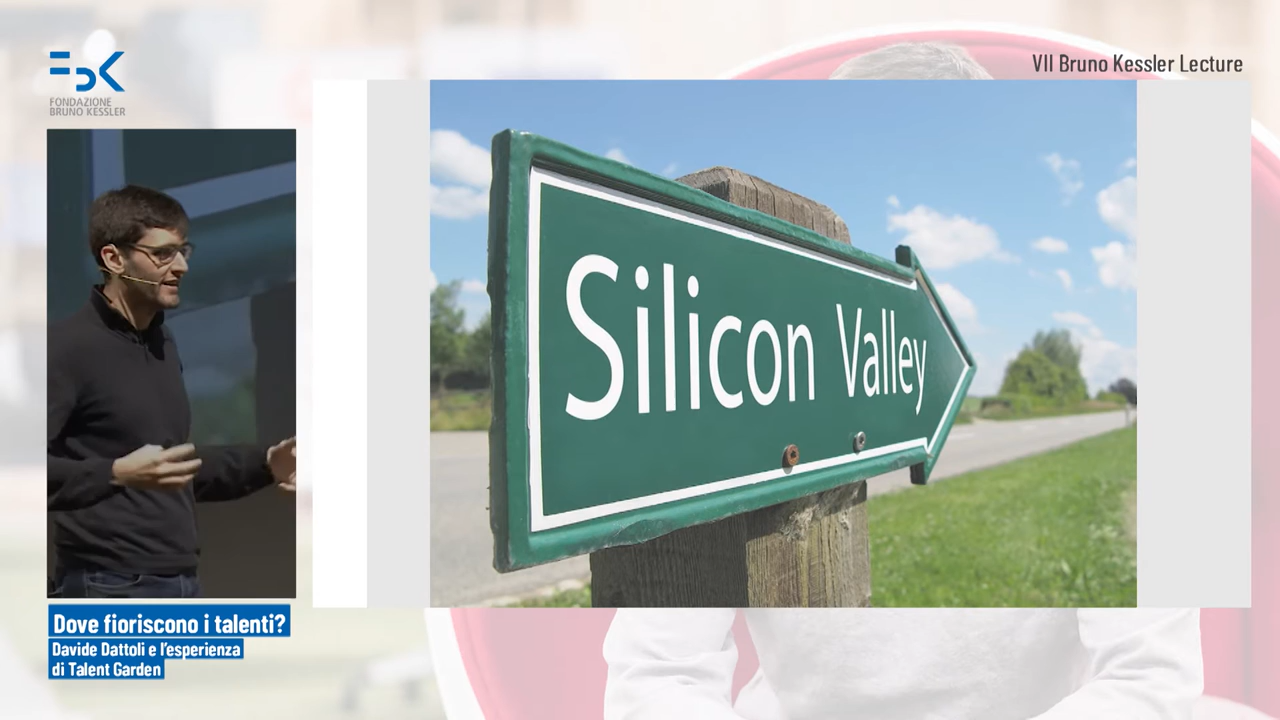 FONDAZIONE
BRUNO KESSLER
VII Bruno Kessler Lecture
Silicon Valley
Dove fioriscono i talenti?
Davide Dattoli e l'esperienza
di Talent Garden